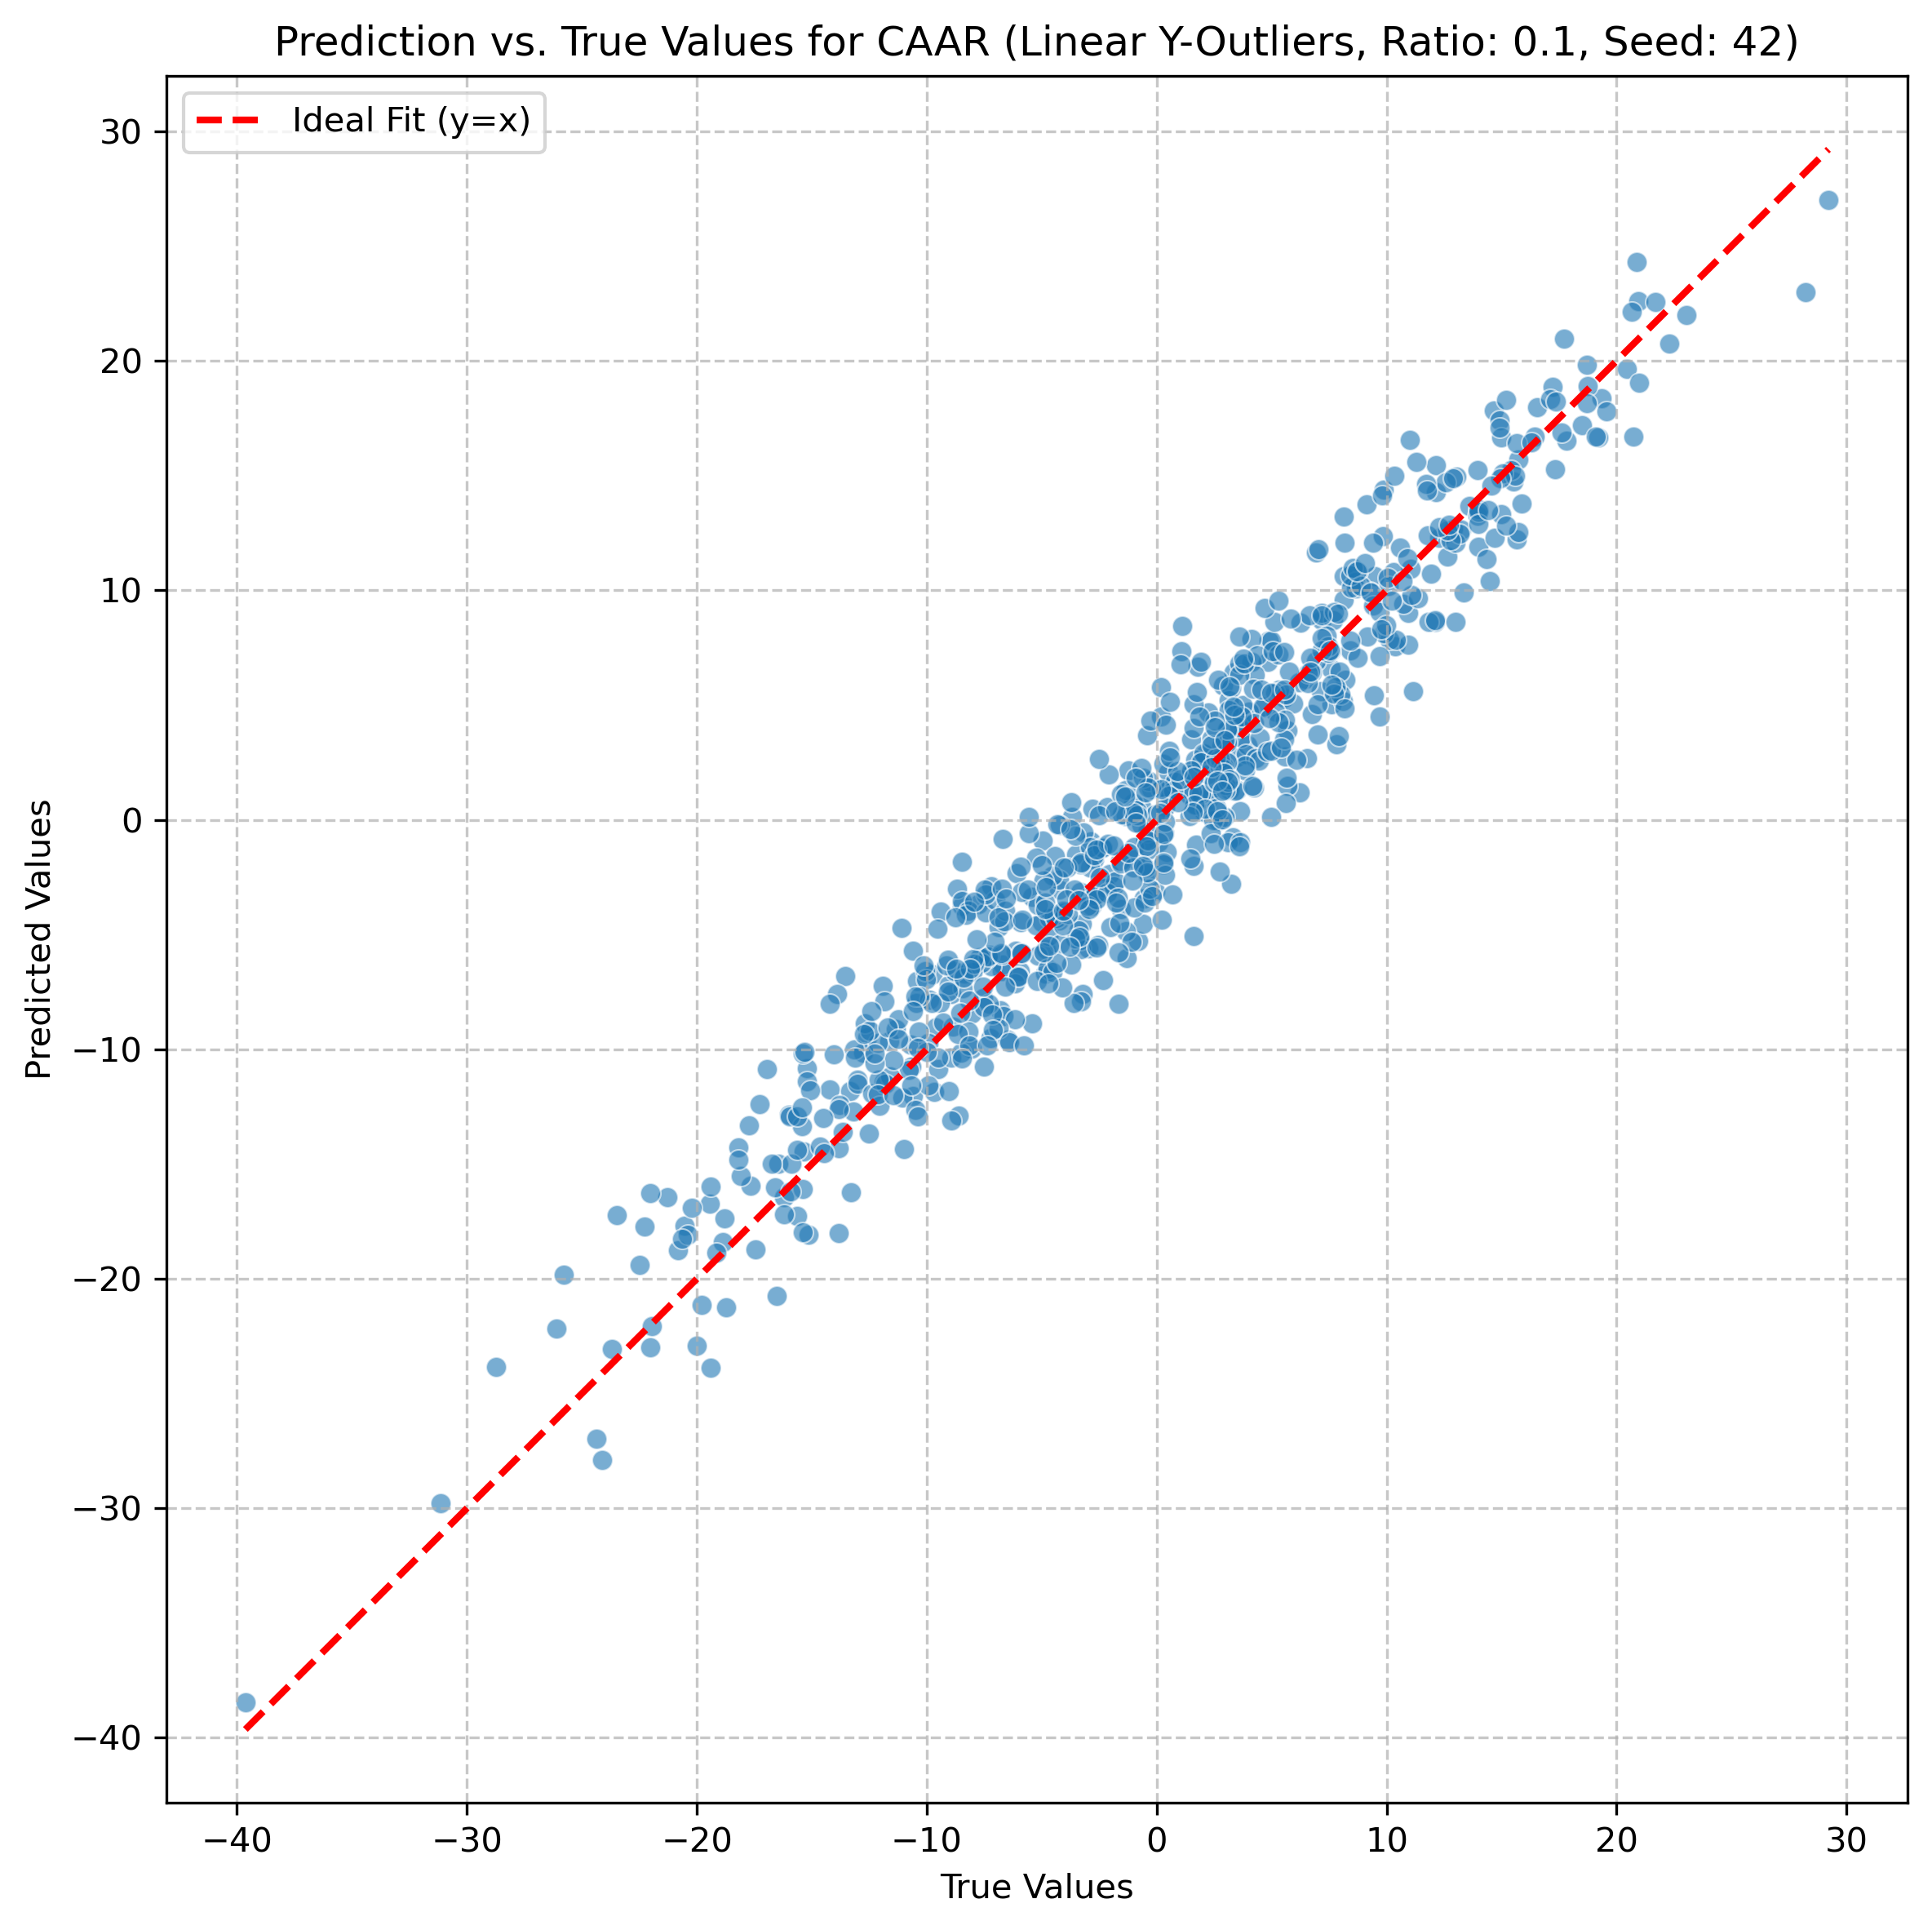 Prediction vs. True Values for CAAR (Linear Y-Outliers, Ratio: 0.1, Seed: 42)
Ideal Fit (y=x)
30
20
10
0
−10
−20
−30
−40
Predicted Values
−40 −30 −20 −10 0 10 20 30
True Values